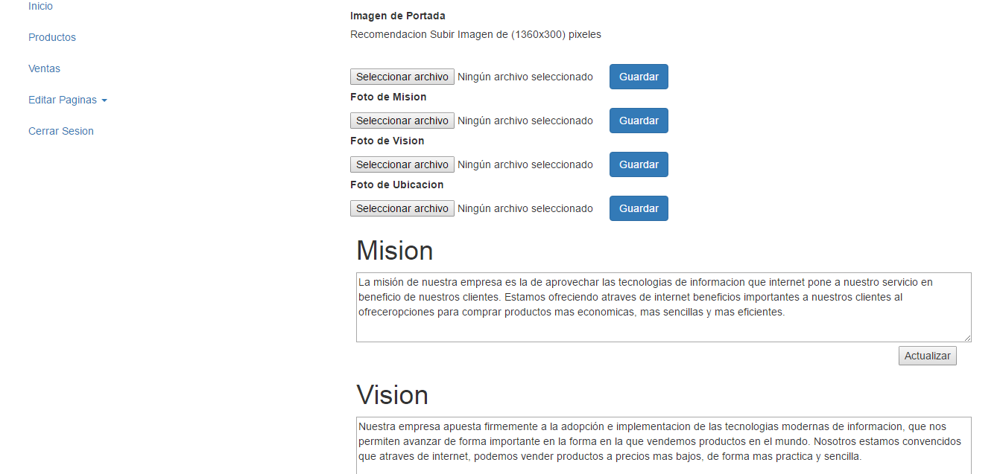 Inicio
Productos
Ventas
Editar Paginas
Cerrar Sesion
Imagen de Portada
Recomendacion Subir Imagen de (1360x300) pixeles
Seleccionar archivo Ningún archivo seleccionado Guardar
Foto de Mision
Seleccionar archivo Ningún archivo seleccionado Guardar
Foto de Vision
Seleccionar archivo Ningún archivo seleccionado Guardar
Foto de Ubicacion
Seleccionar archivo Ningún archivo seleccionado Guardar
Mision
La misión de nuestra empresa es la de aprovechar las tecnologias de informacion que internet pone a nuestro servicio en
beneficio de nuestros clientes. Estamos ofreciendo atraves de internet beneficios importantes a nuestros clientes al
ofreceropciones para comprar productos mas economicas, mas sencillas y mas eficientes.
Actualizar
Vision
Nuestra empresa apuesta firmemente a la adopción e implementacion de las tecnologias modernas de informacion, que nos
permiten avanzar de forma importante en la forma en la que vendemos productos en el mundo. Nosotros estamos convencidos
que atraves de internet, podemos vender productos a precios mas bajos, de forma mas practica y sencilla.